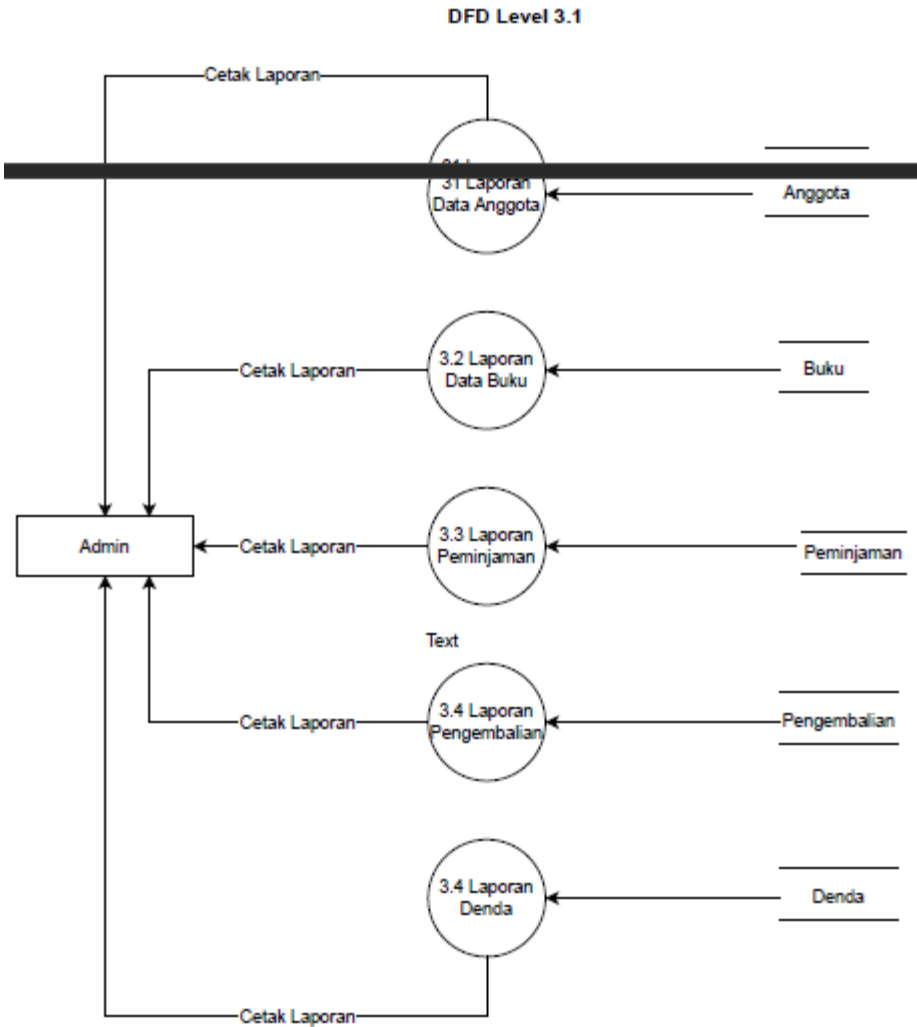 DFD Level 3.1
Cetak Laporan
31 Laporan
Data Anggota
Anggota
Cetak Laporan
3.2 Laporan
Data Buku
Buku
Admin
Cetak Laporan
3.3 Laporan
Peminjaman
Peminjaman
Text
Cetak Laporan
3.4 Laporan
Pengembalian
Pengembalian
3.4 Laporan
Denda
Denda
Cetak Laporan